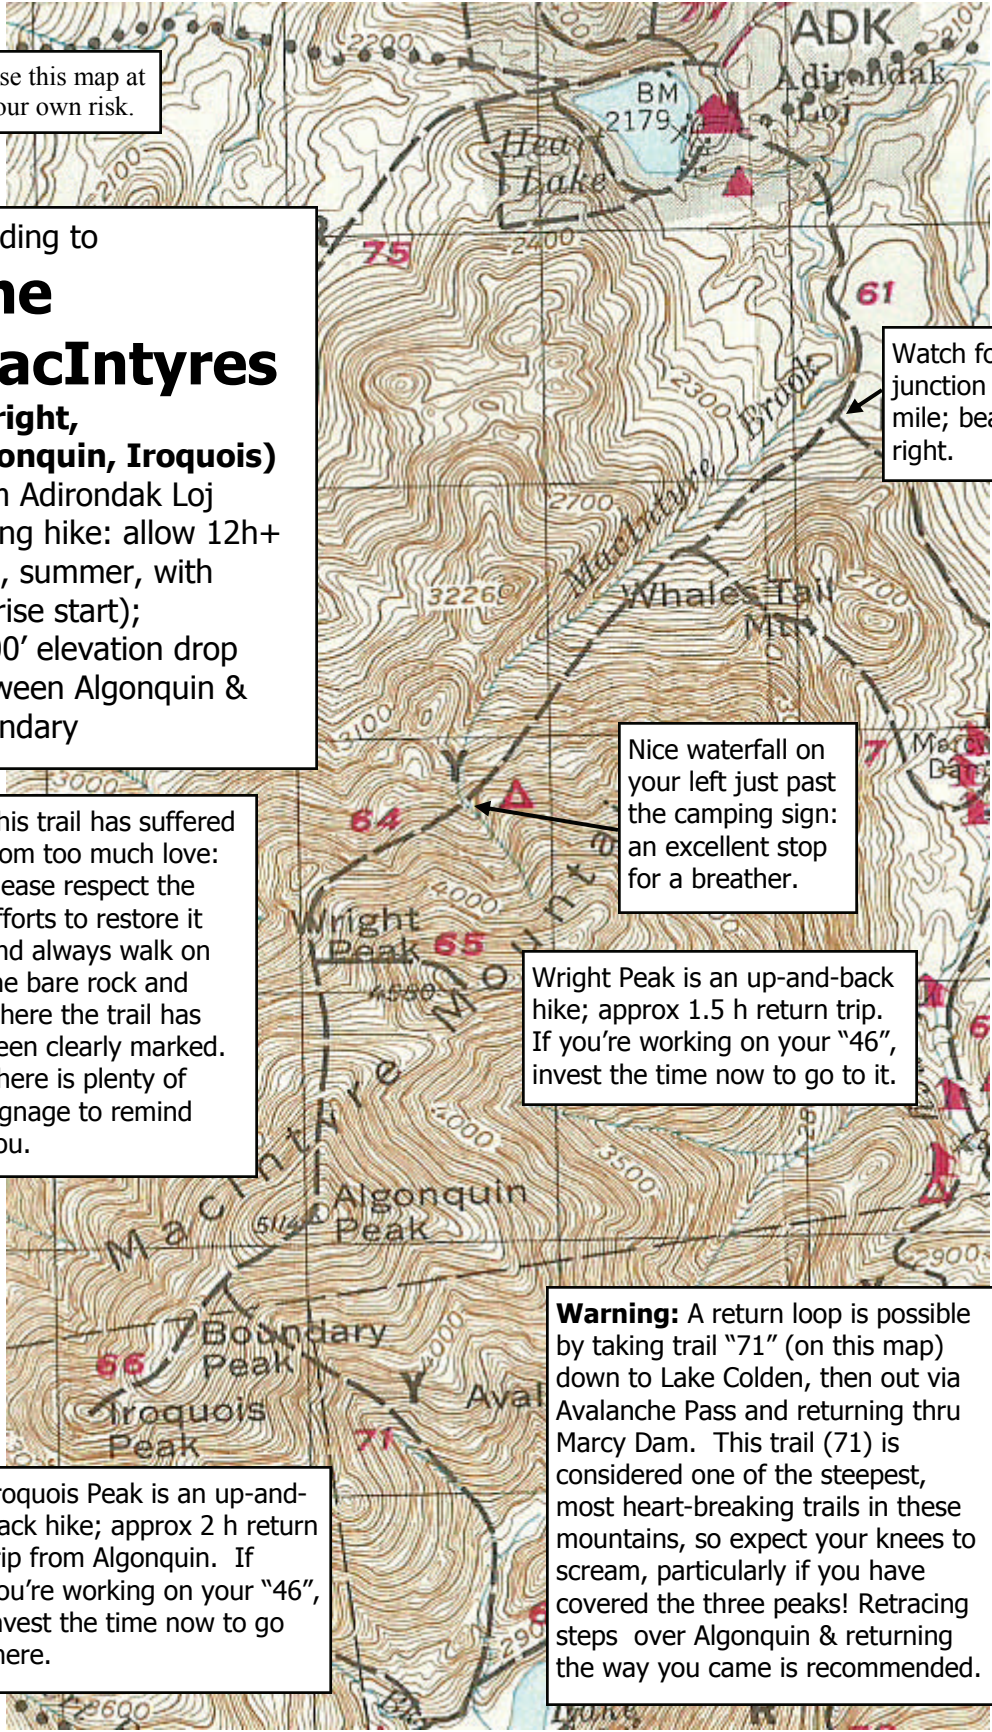 ADK
Adirondak
Loj
2200
2100
se this map at
our own risk.
BM
2179
Heart
Lake
2100
2400
75
61
ding to
ne
acIntyres
right,
onquin, Iroquois)
n Adirondak Loj
ng hike: allow 12h+
, summer, with
rise start);
00' elevation drop
ween Algonquin &
ndary
Watch fo
junction
mile; bea
right.
2300
MacIntyre Brook
2700
3226
Whales Tail
Mtn
2700
3100
3000
Nice waterfall on
your left just past
the camping sign:
an excellent stop
for a breather.
7
Marcy
Dam
64
his trail has suffered
om too much love:
ease respect the
fforts to restore it
nd always walk on
he bare rock and
here the trail has
een clearly marked.
here is plenty of
gnage to remind
ou.
4000
Wright
Peak
65
4580
Wright Peak is an up-and-back
hike; approx 1.5 h return trip.
If you're working on your “46”,
invest the time now to go to it.
6
MacIntyre Mountai
4000
3500
Algonquin
Peak
5114
2900
Boundary
Peak
66
4000
Iroquois
Peak
Aval
71
Warning: A return loop is possible
by taking trail “71” (on this map)
down to Lake Colden, then out via
Avalanche Pass and returning thru
Marcy Dam. This trail (71) is
considered one of the steepest,
most heart-breaking trails in these
mountains, so expect your knees to
scream, particularly if you have
covered the three peaks! Retracing
steps over Algonquin & returning
the way you came is recommended.
roquois Peak is an up-and-
ack hike; approx 2 h return
rip from Algonquin. If
ou're working on your “46”,
nvest the time now to go
here.
290
3600
Lake